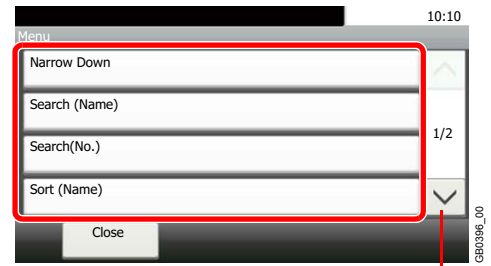 10:10
Menu
Narrow Down
Search (Name)
Search(No.)
1/2
Sort (Name)
Close
GB0396_00